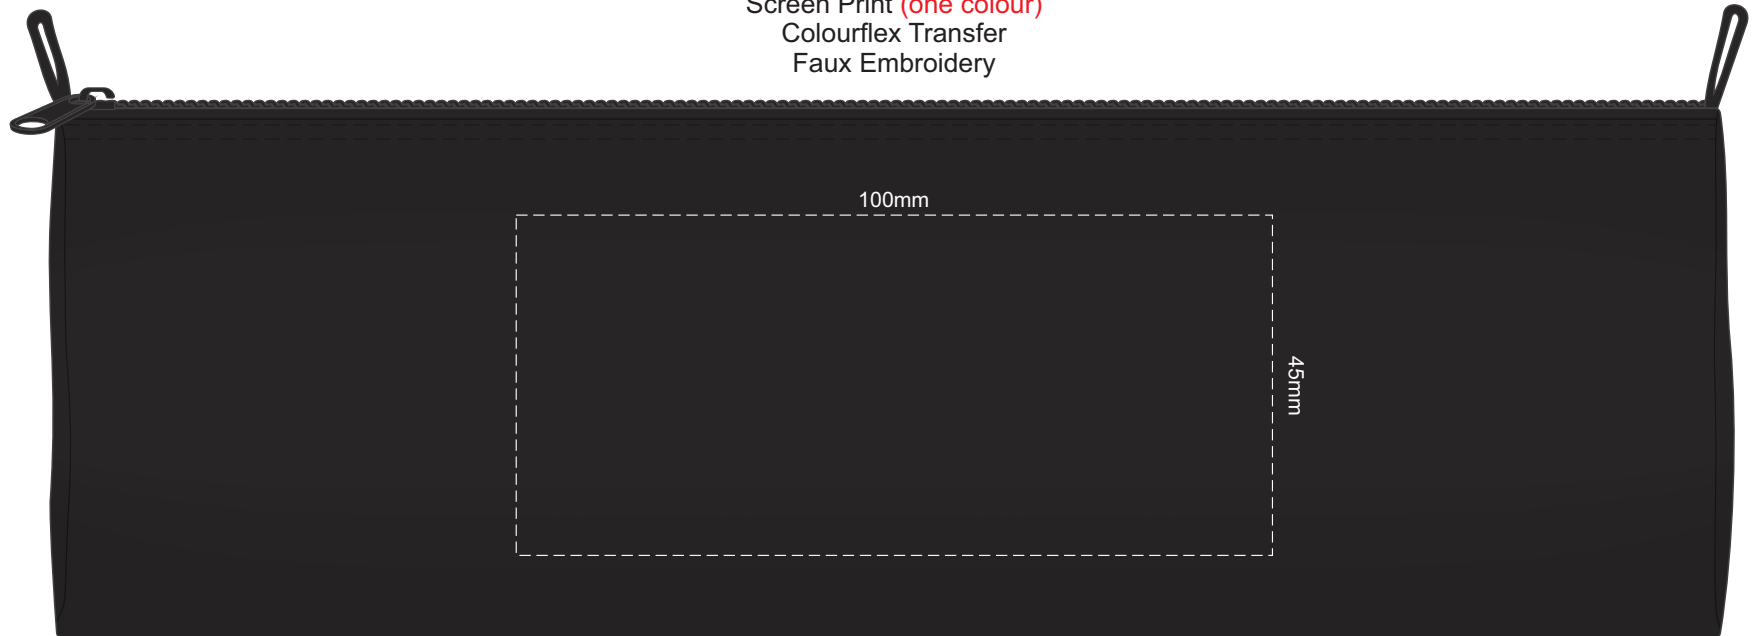 Screen Print (one colour)
Colourflex Transfer
Faux Embroidery
100mm
45mm